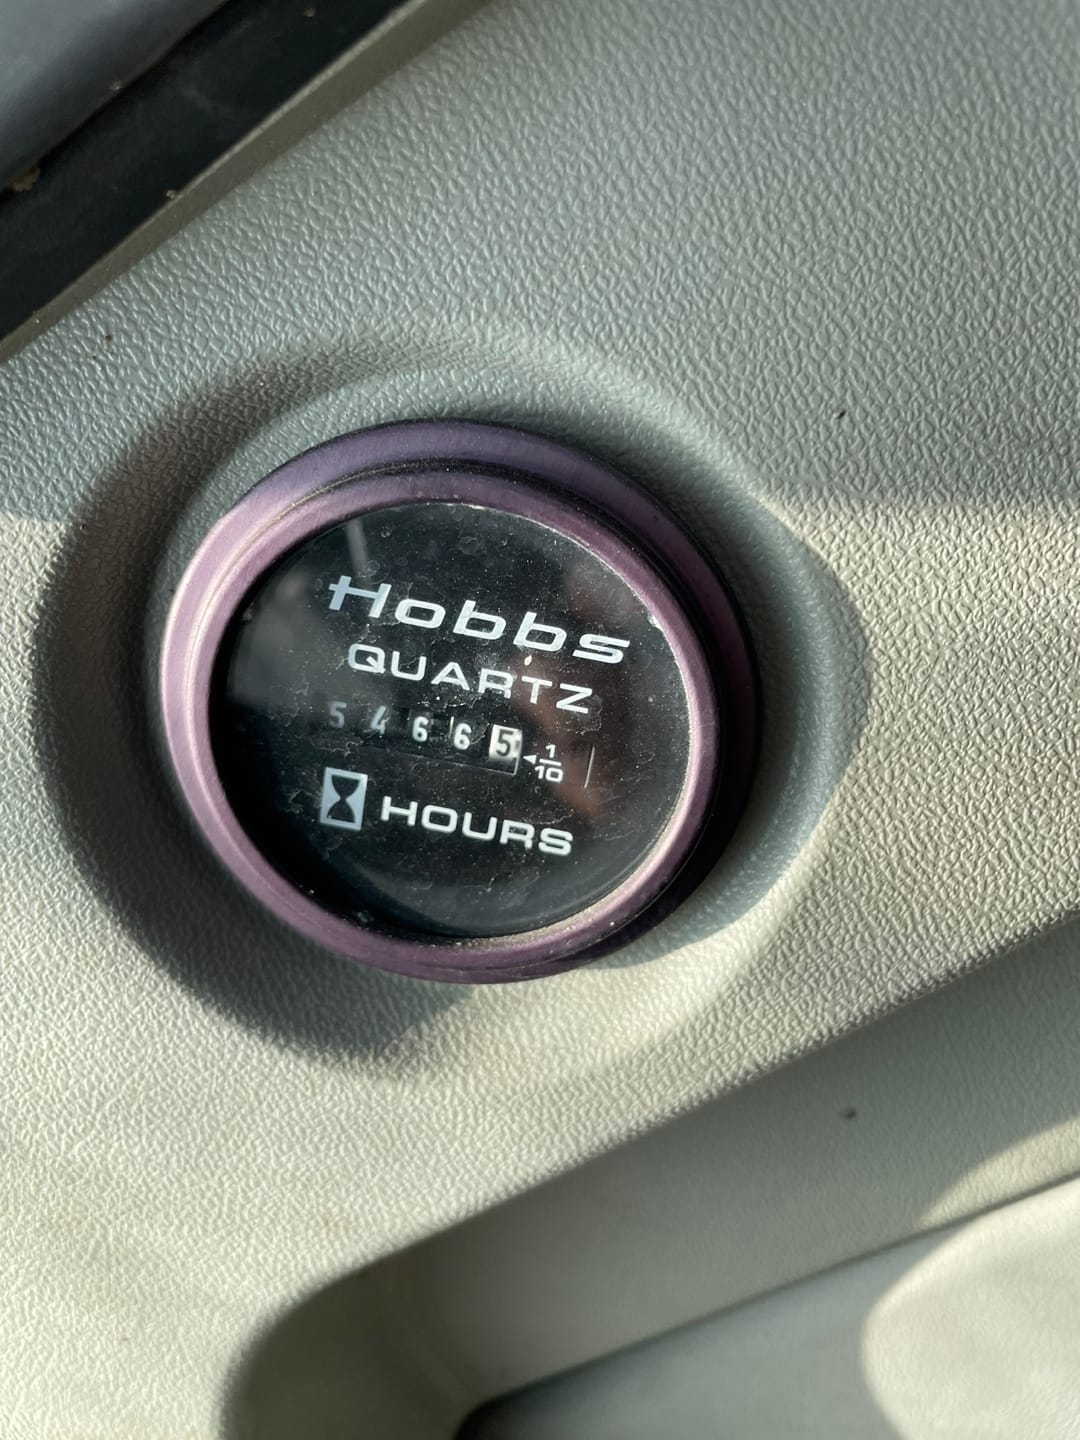 Hobbs
QUARTZ
54665 ◄ 1/10
HOURS